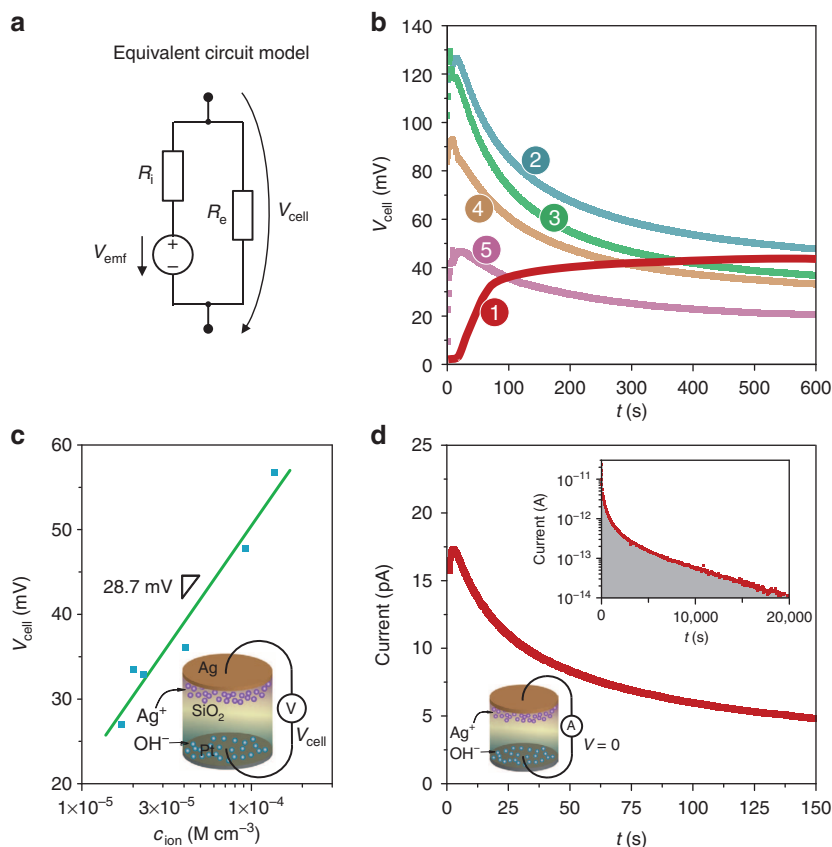 a
Equivalent circuit model
R_i
R_e
V_cell
V_emf
+
−
b
140
120
100
80
60
40
20
0
V_cell (mV)
2
3
4
5
1
0 100 200 300 400 500 600
t (s)
c
60
50
40
30
20
V_cell (mV)
28.7 mV
Ag
Ag⁺
SiO₂
OH⁻
Pt
V
V_cell
1×10⁻⁵ 3×10⁻⁵ 1×10⁻⁴
c_ion (M cm⁻³)
d
25
20
15
10
5
0
Current (pA)
10⁻¹¹
10⁻¹²
10⁻¹³
10⁻¹⁴
Current (A)
0 10,000 20,000
t (s)
Ag⁺
OH⁻
A
V = 0
0 25 50 75 100 125 150
t (s)